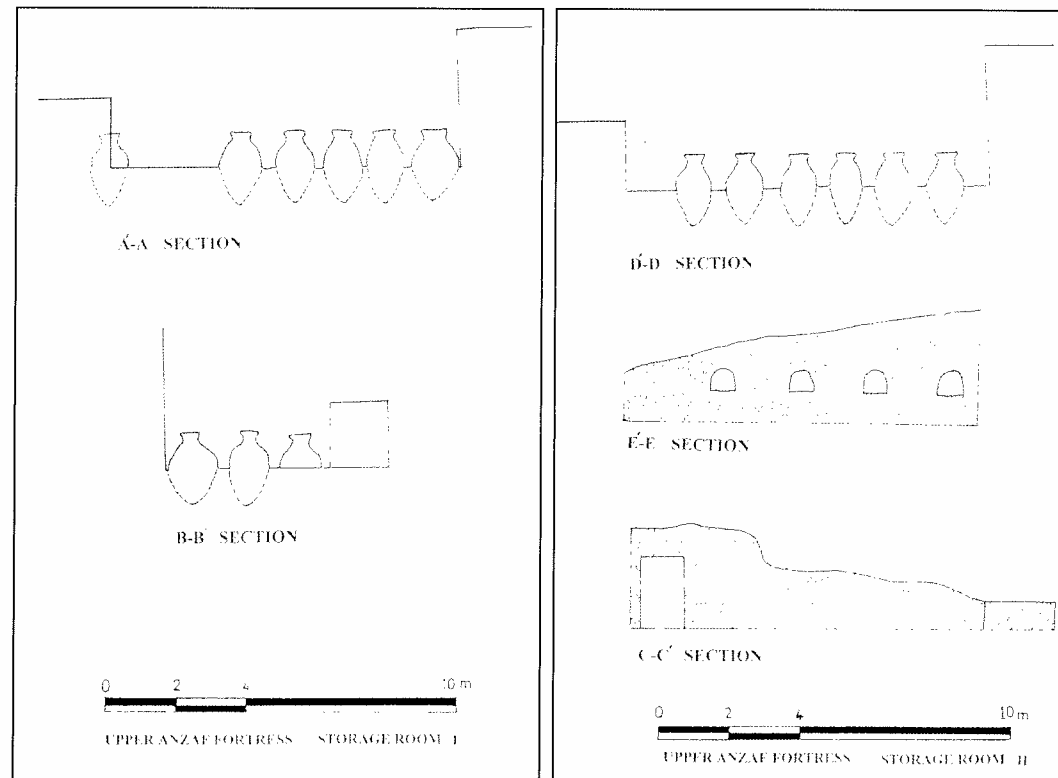 A'-A SECTION
B-B' SECTION
0 2 4 10 m
UPPER ANZAF FORTRESS STORAGE ROOM I
D'-D SECTION
E'-E SECTION
C-C' SECTION
0 2 4 10 m
UPPER ANZAF FORTRESS STORAGE ROOM II